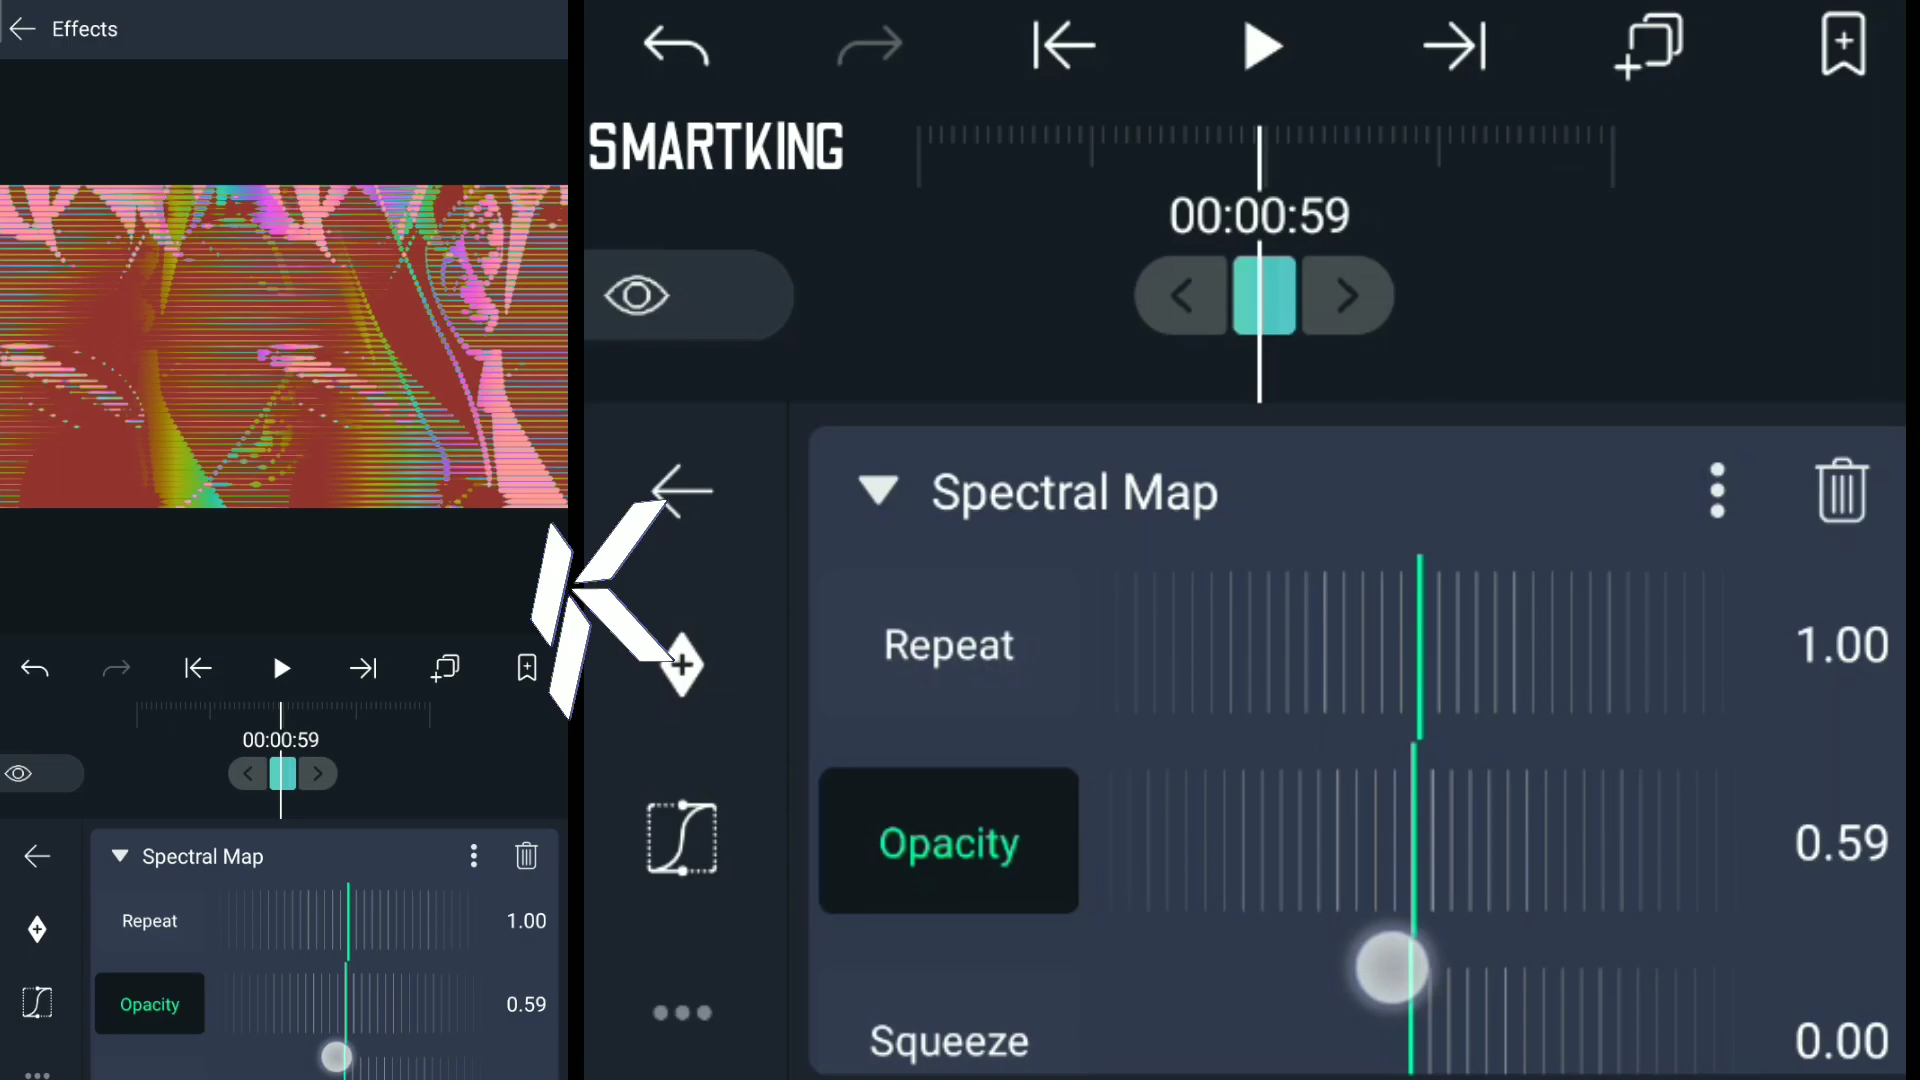 Effects
00:00:59
Spectral Map
Repeat
1.00
Opacity
0.59
SMARTKING
00:00:59
Spectral Map
Repeat
1.00
Opacity
0.59
Squeeze
0.00